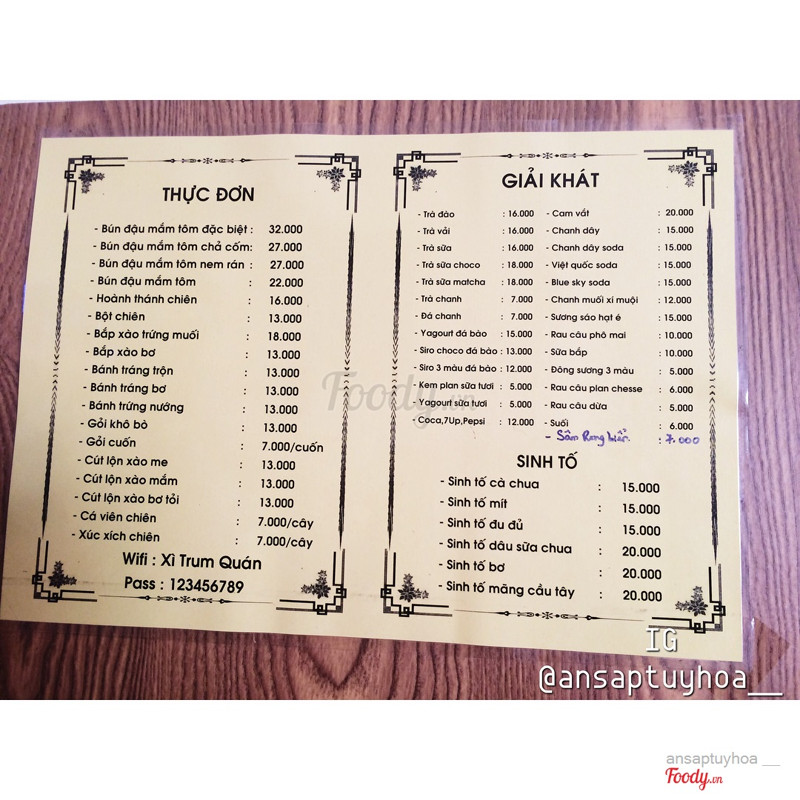 THỰC ĐƠN
- Bún đậu mắm tôm đặc biệt : 32.000
- Bún đậu mắm tôm chả cốm: 27.000
- Bún đậu mắm tôm nem rán : 27.000
- Bún đậu mắm tôm : 22.000
- Hoành thánh chiên : 16.000
- Bột chiên : 13.000
- Bắp xào trứng muối : 18.000
- Bắp xào bơ : 13.000
- Bánh tráng trộn : 13.000
- Bánh tráng bơ : 13.000
- Bánh trứng nướng : 13.000
- Gỏi khô bò : 13.000
- Gỏi cuốn : 7.000/cuốn
- Cút lộn xào me : 13.000
- Cút lộn xào mắm : 13.000
- Cút lộn xào bơ tỏi : 13.000
- Cá viên chiên : 7.000/cây
- Xúc xích chiên : 7.000/cây
Wifi : Xì Trum Quán
Pass : 123456789
GIẢI KHÁT
- Trà đào : 16.000
- Trà vải : 16.000
- Trà sữa : 16.000
- Trà sữa choco : 18.000
- Trà sữa matcha : 18.000
- Trà chanh : 7.000
- Đá chanh : 7.000
- Yagourt đá bào : 15.000
- Siro choco đá bào : 13.000
- Siro 3 màu đá bào : 12.000
- Kem plan sữa tươi : 5.000
- Yagourt sữa tươi : 5.000
- Coca,7Up,Pepsi : 12.000
- Cam vắt : 20.000
- Chanh dây : 15.000
- Chanh dây soda : 15.000
- Việt quốc soda : 15.000
- Blue sky soda : 15.000
- Chanh muối xí muội : 12.000
- Sương sáo hạt é : 15.000
- Rau câu phô mai : 10.000
- Sữa bắp : 10.000
- Đông sương 3 màu : 5.000
- Rau câu plan chesse : 6.000
- Rau câu dừa : 5.000
- Suối : 6.000
- Sâm Rong biển : 7.000
SINH TỐ
- Sinh tố cà chua : 15.000
- Sinh tố mít : 15.000
- Sinh tố đu đủ : 15.000
- Sinh tố dâu sữa chua : 20.000
- Sinh tố bơ : 20.000
- Sinh tố măng cầu tây : 20.000
Foody.vn
IG
@ansaptuyhoa__
ansaptuyhoa __
Foody.vn